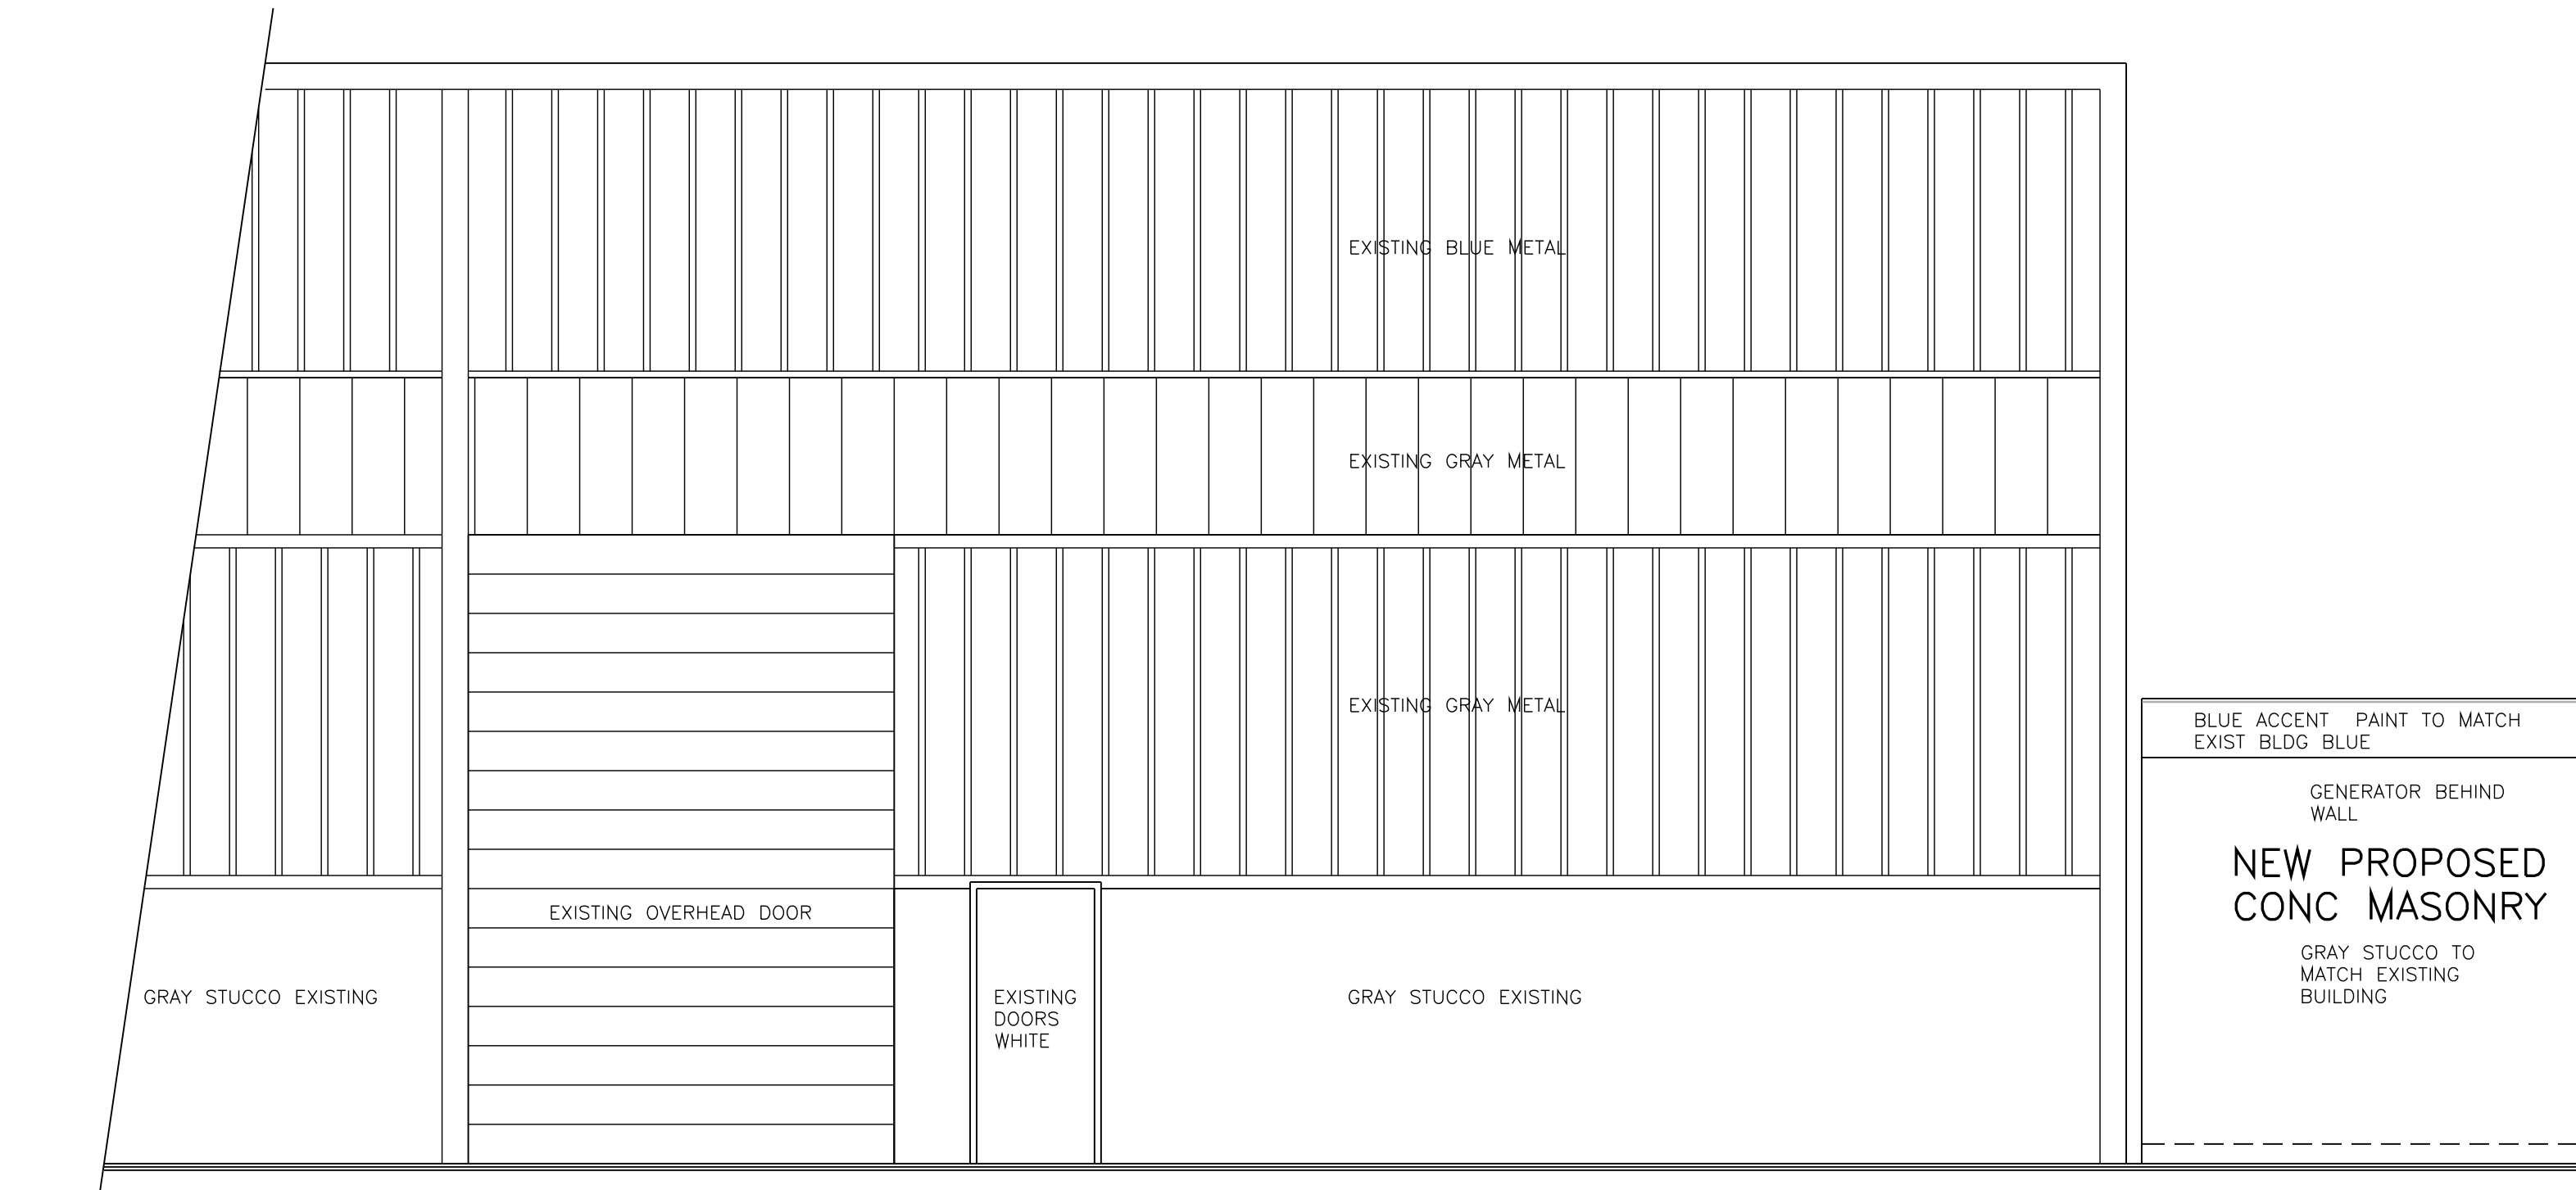 EXISTING BLUE METAL
EXISTING GRAY METAL
EXISTING GRAY METAL
BLUE ACCENT PAINT TO MATCH
EXIST BLDG BLUE
GENERATOR BEHIND
WALL
NEW PROPOSED
CONC MASONRY
GRAY STUCCO TO
MATCH EXISTING
BUILDING
EXISTING OVERHEAD DOOR
GRAY STUCCO EXISTING
EXISTING
DOORS
WHITE
GRAY STUCCO EXISTING